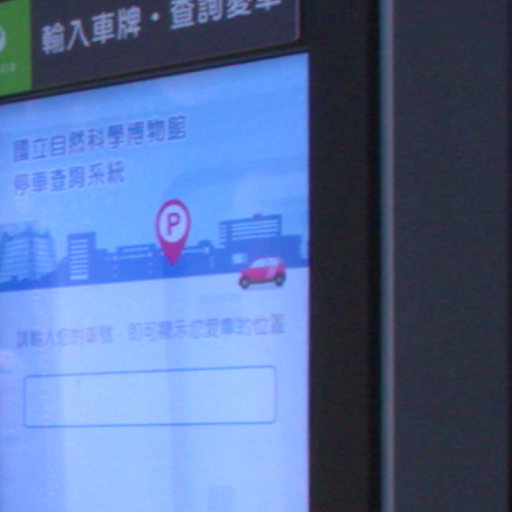 輸入車牌·查詢愛車
國立自然科學博物館
停車查詢系統
P
請輸入您的車號 即可顯示您愛車的位置